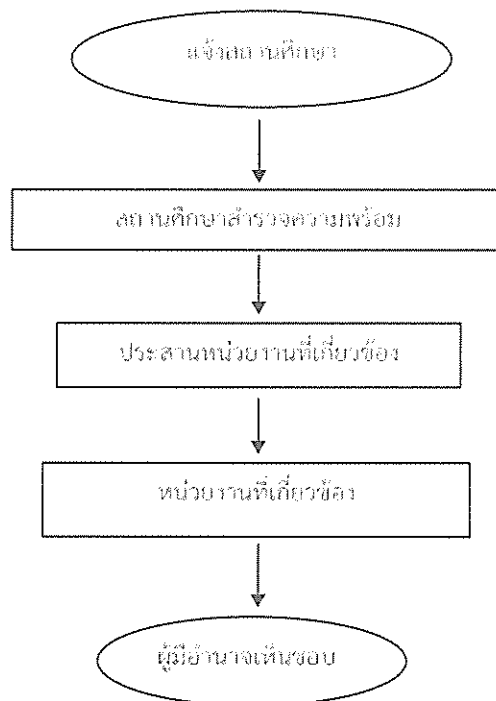 แจ้งสถานศึกษา
สถานศึกษาสำรวจความพร้อม
ประสานหน่วยงานที่เกี่ยวข้อง
หน่วยงานที่เกี่ยวข้อง
ผู้มีอำนาจเห็นชอบ